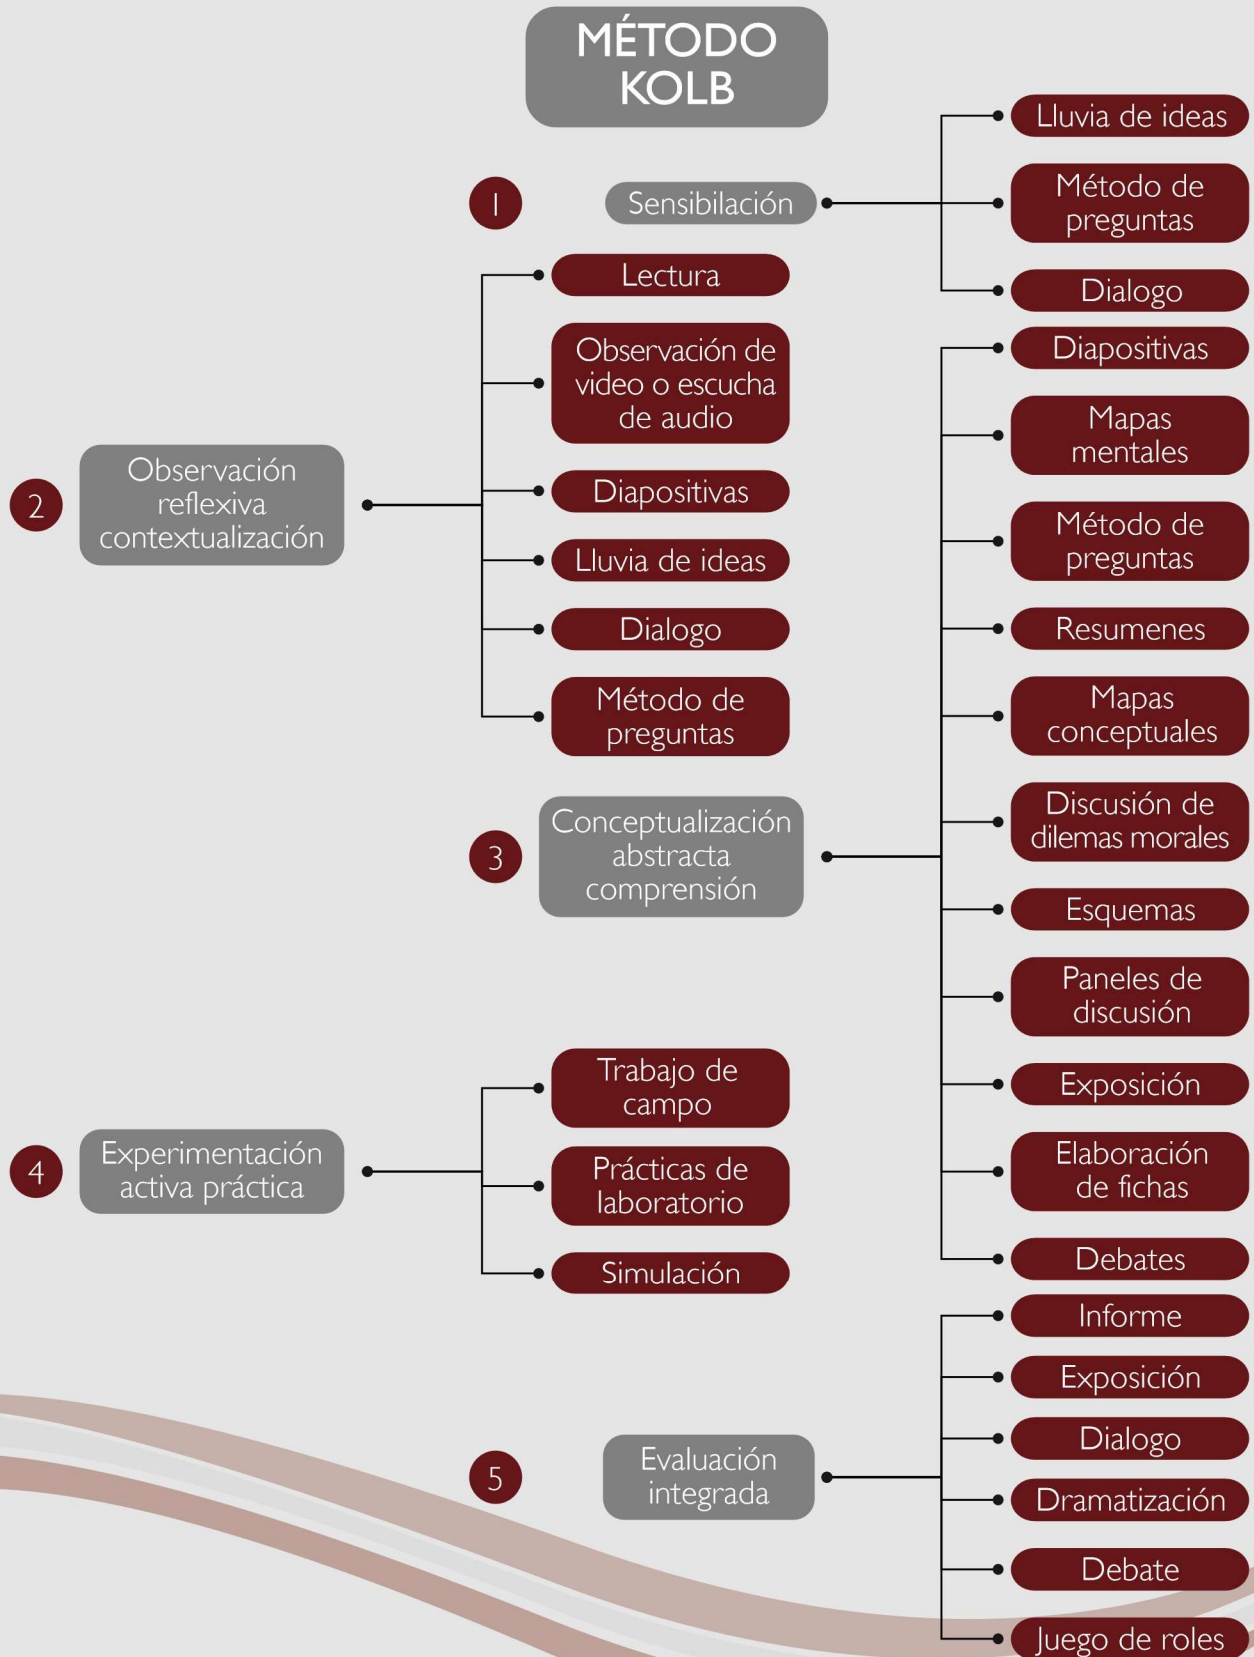 MÉTODO
KOLB
1
Sensibilación
Lluvia de ideas
Método de
preguntas
Dialogo
2
Observación
reflexiva
contextualización
Lectura
Observación de
video o escucha
de audio
Diapositivas
Lluvia de ideas
Dialogo
Método de
preguntas
3
Conceptualización
abstracta
comprensión
Diapositivas
Mapas
mentales
Método de
preguntas
Resumenes
Mapas
conceptuales
Discusión de
dilemas morales
Esquemas
Paneles de
discusión
Exposición
Elaboración
de fichas
Debates
4
Experimentación
activa práctica
Trabajo de
campo
Prácticas de
laboratorio
Simulación
5
Evaluación
integrada
Informe
Exposición
Dialogo
Dramatización
Debate
Juego de roles